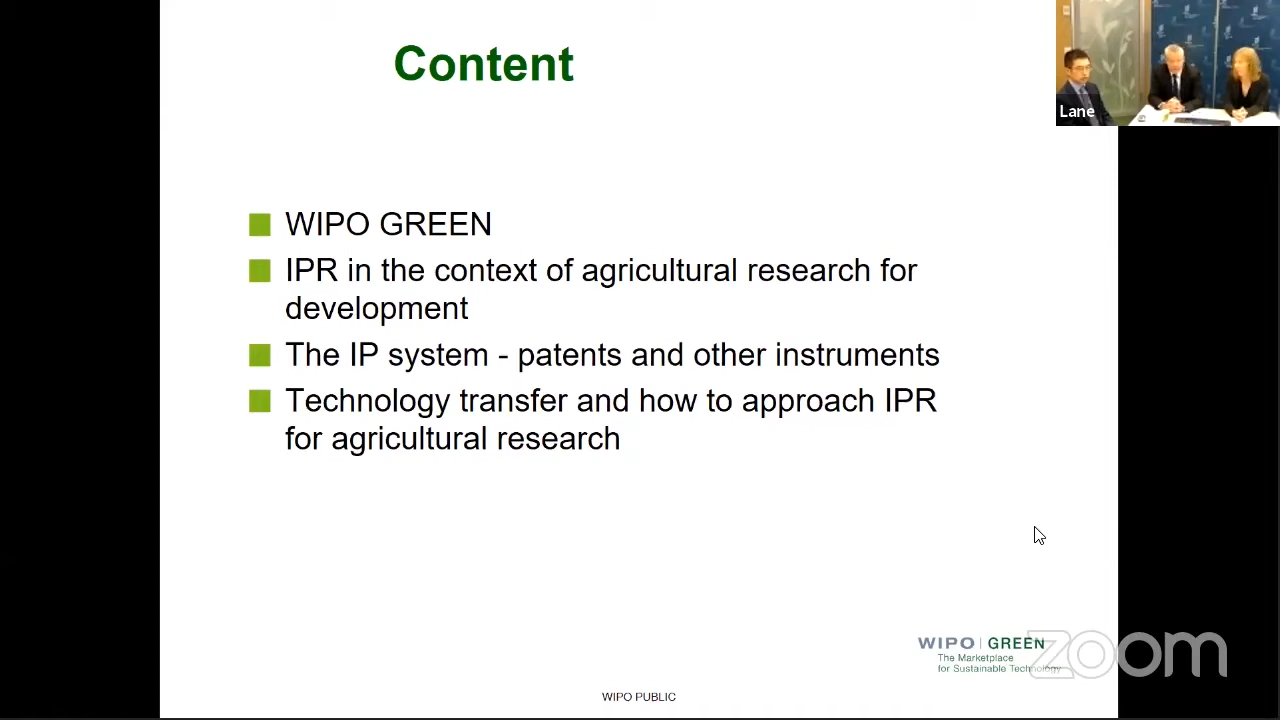 Content
Lane
WIPO GREEN
IPR in the context of agricultural research for
development
The IP system - patents and other instruments
Technology transfer and how to approach IPR
for agricultural research
WIPO | GREEN
The Marketplace
for Sustainable Technology
zoom
WIPO PUBLIC